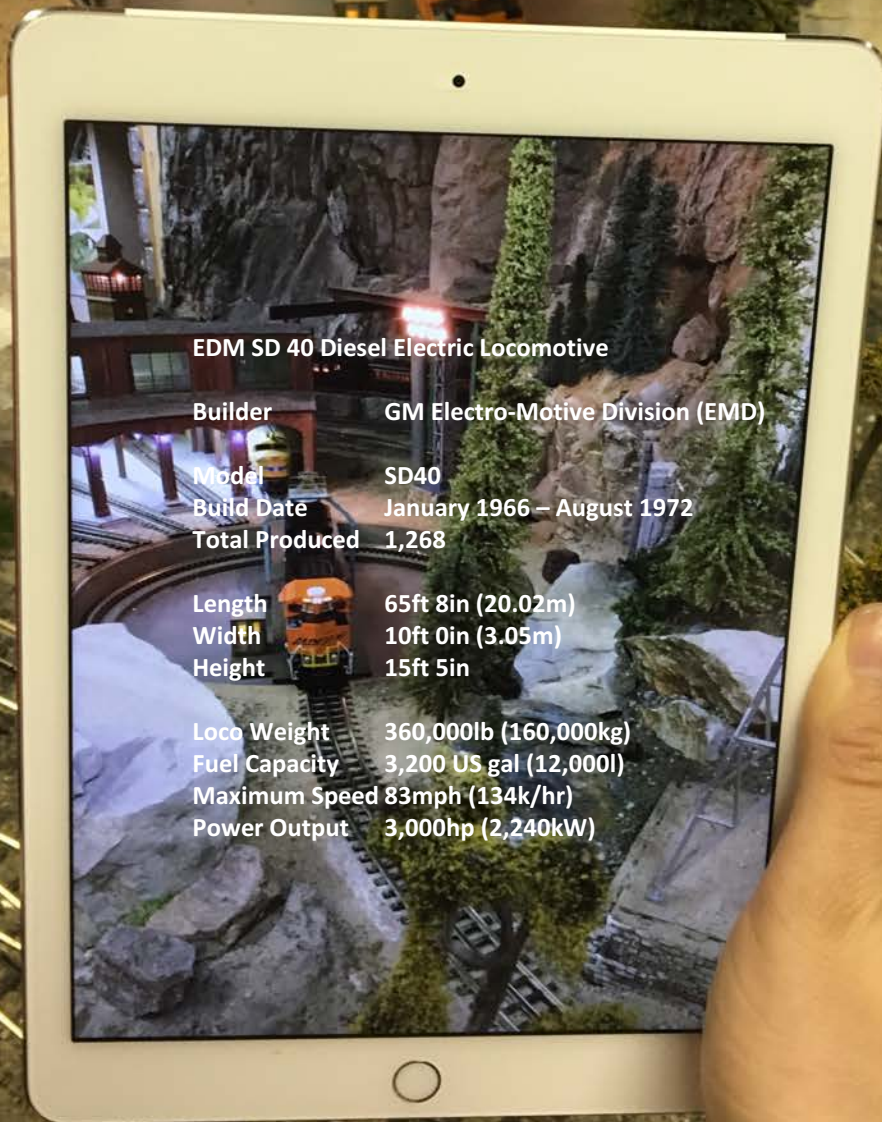 EDM SD 40 Diesel Electric Locomotive
Builder GM Electro-Motive Division (EMD)
Model SD40
Build Date January 1966 – August 1972
Total Produced 1,268
Length 65ft 8in (20.02m)
Width 10ft 0in (3.05m)
Height 15ft 5in
Loco Weight 360,000lb (160,000kg)
Fuel Capacity 3,200 US gal (12,000l)
Maximum Speed 83mph (134k/hr)
Power Output 3,000hp (2,240kW)